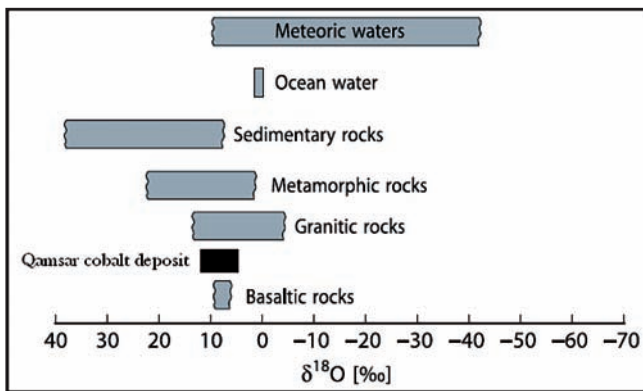 Meteoric waters
Ocean water
Sedimentary rocks
Metamorphic rocks
Granitic rocks
Qamsar cobalt deposit
Basaltic rocks
40 30 20 10 0 −10 −20 −30 −40 −50 −60 −70
δ¹⁸O [‰]